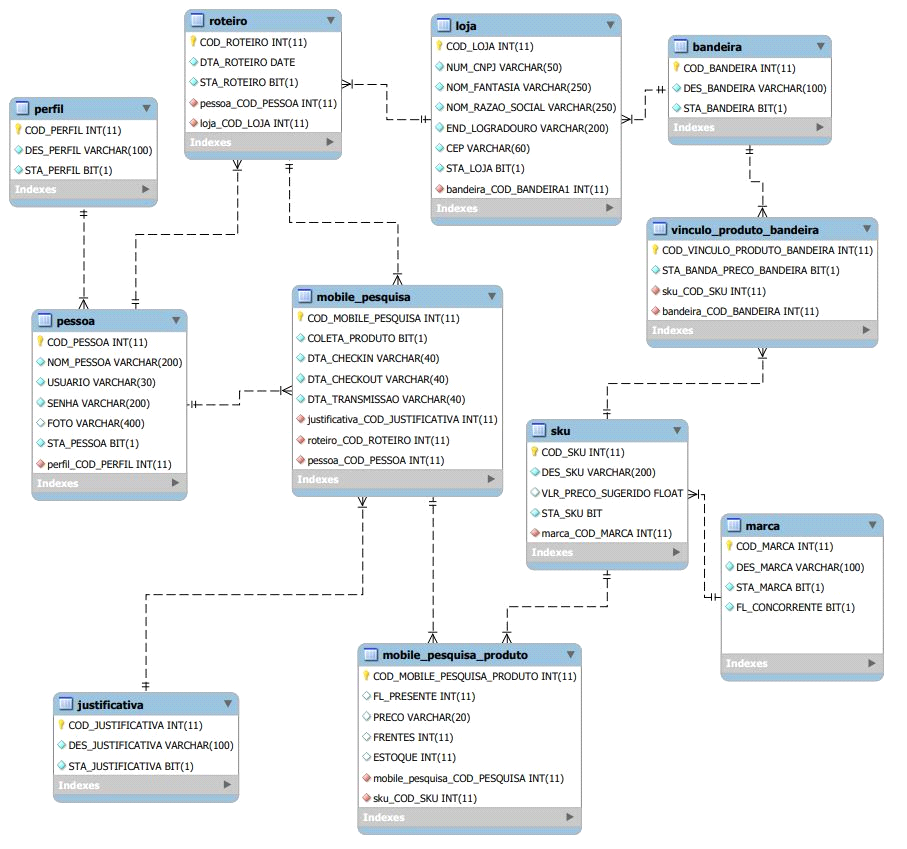 roteiro
COD_ROTEIRO INT(11)
DTA_ROTEIRO DATE
STA_ROTEIRO BIT(1)
pessoa_COD_PESSOA INT(11)
loja_COD_LOJA INT(11)
Indexes
loja
COD_LOJA INT(11)
NUM_CNPJ VARCHAR(50)
NOM_FANTASIA VARCHAR(250)
NOM_RAZAO_SOCIAL VARCHAR(250)
END_LOGRADOURO VARCHAR(200)
CEP VARCHAR(60)
STA_LOJA BIT(1)
bandeira_COD_BANDEIRA1 INT(11)
Indexes
bandeira
COD_BANDEIRA INT(11)
DES_BANDEIRA VARCHAR(100)
STA_BANDEIRA BIT(1)
Indexes
perfil
COD_PERFIL INT(11)
DES_PERFIL VARCHAR(100)
STA_PERFIL BIT(1)
Indexes
vinculo_produto_bandeira
COD_VINCULO_PRODUTO_BANDEIRA INT(11)
STA_BANDA_PRECO_BANDEIRA BIT(1)
sku_COD_SKU INT(11)
bandeira_COD_BANDEIRA INT(11)
Indexes
mobile_pesquisa
COD_MOBILE_PESQUISA INT(11)
COLETA_PRODUTO BIT(1)
DTA_CHECKIN VARCHAR(40)
DTA_CHECKOUT VARCHAR(40)
DTA_TRANSMISSAO VARCHAR(40)
justificativa_COD_JUSTIFICATIVA INT(11)
roteiro_COD_ROTEIRO INT(11)
pessoa_COD_PESSOA INT(11)
Indexes
pessoa
COD_PESSOA INT(11)
NOM_PESSOA VARCHAR(200)
USUARIO VARCHAR(30)
SENHA VARCHAR(200)
FOTO VARCHAR(400)
STA_PESSOA BIT(1)
perfil_COD_PERFIL INT(11)
Indexes
sku
COD_SKU INT(11)
DES_SKU VARCHAR(200)
VLR_PRECO_SUGERIDO FLOAT
STA_SKU BIT
marca_COD_MARCA INT(11)
Indexes
marca
COD_MARCA INT(11)
DES_MARCA VARCHAR(100)
STA_MARCA BIT(1)
FL_CONCORRENTE BIT(1)
Indexes
mobile_pesquisa_produto
COD_MOBILE_PESQUISA_PRODUTO INT(11)
FL_PRESENTE INT(11)
PRECO VARCHAR(20)
FRENTES INT(11)
ESTOQUE INT(11)
mobile_pesquisa_COD_PESQUISA INT(11)
sku_COD_SKU INT(11)
Indexes
justificativa
COD_JUSTIFICATIVA INT(11)
DES_JUSTIFICATIVA VARCHAR(100)
STA_JUSTIFICATIVA BIT(1)
Indexes